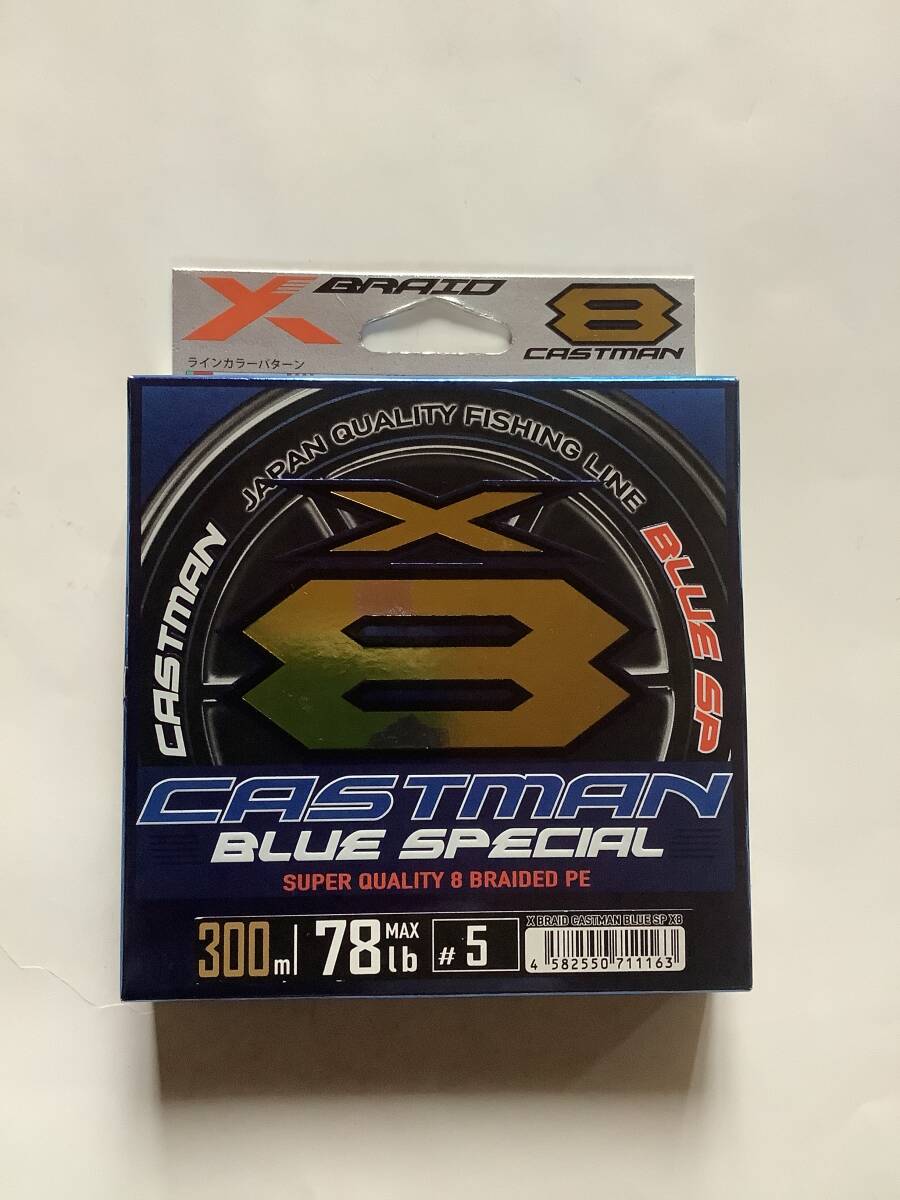 X BRAID
8
CASTMAN
ラインカラーパターン
JAPAN QUALITY FISHING LINE
CASTMAN
BLUE SP
X
8
CASTMAN
BLUE SPECIAL
SUPER QUALITY 8 BRAIDED PE
300m 78 MAX lb #5
X BRAID CASTMAN BLUE SP X8
4 582550 711163